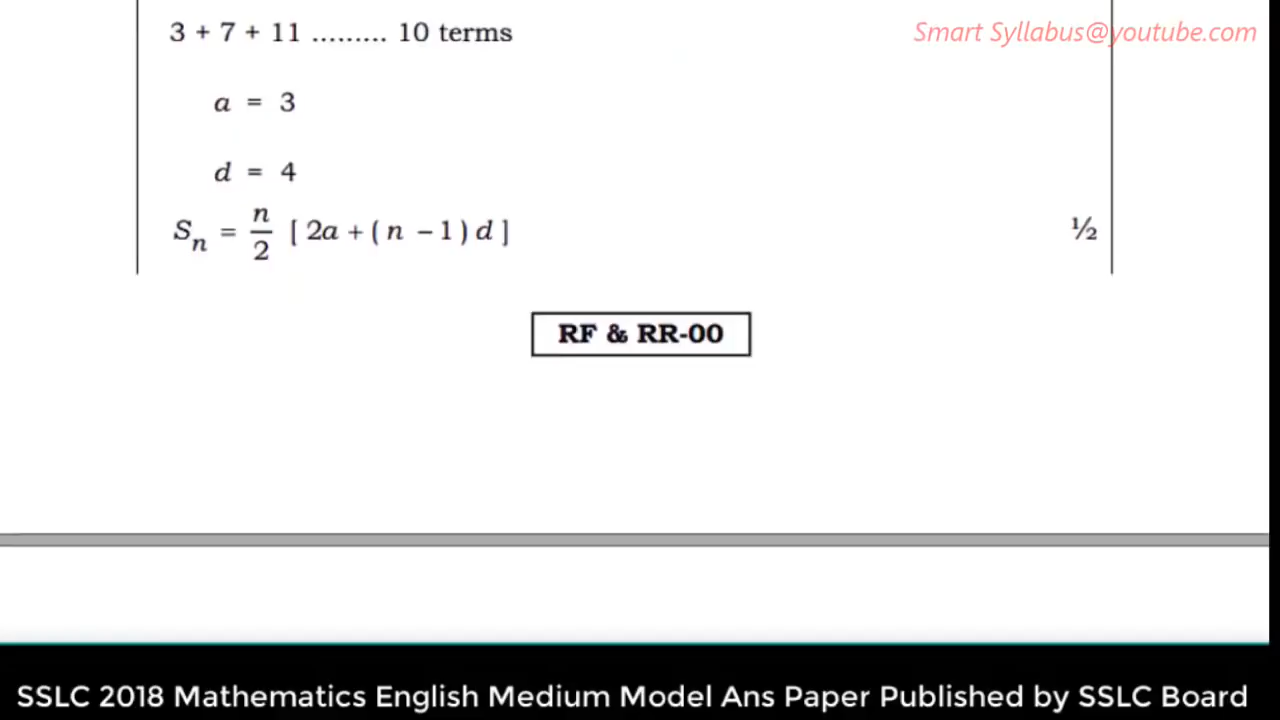 3 + 7 + 11 ......... 10 terms
Smart Syllabus@youtube.com
a = 3
d = 4
Sₙ = n/2 [ 2a + ( n – 1 ) d ]
½
RF & RR-00
SSLC 2018 Mathematics English Medium Model Ans Paper Published by SSLC Board